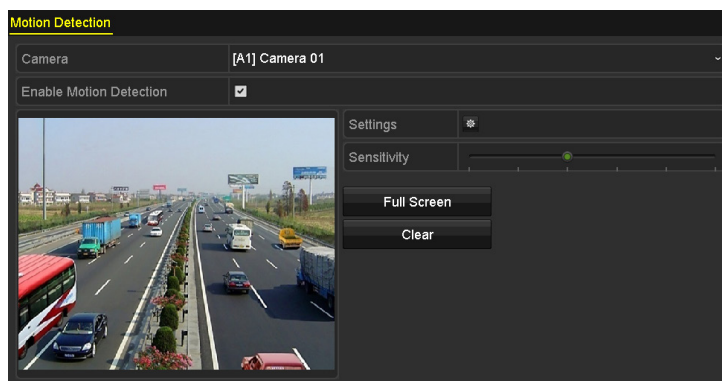 Motion Detection
Camera [A1] Camera 01
Enable Motion Detection
Settings
Sensitivity
Full Screen
Clear